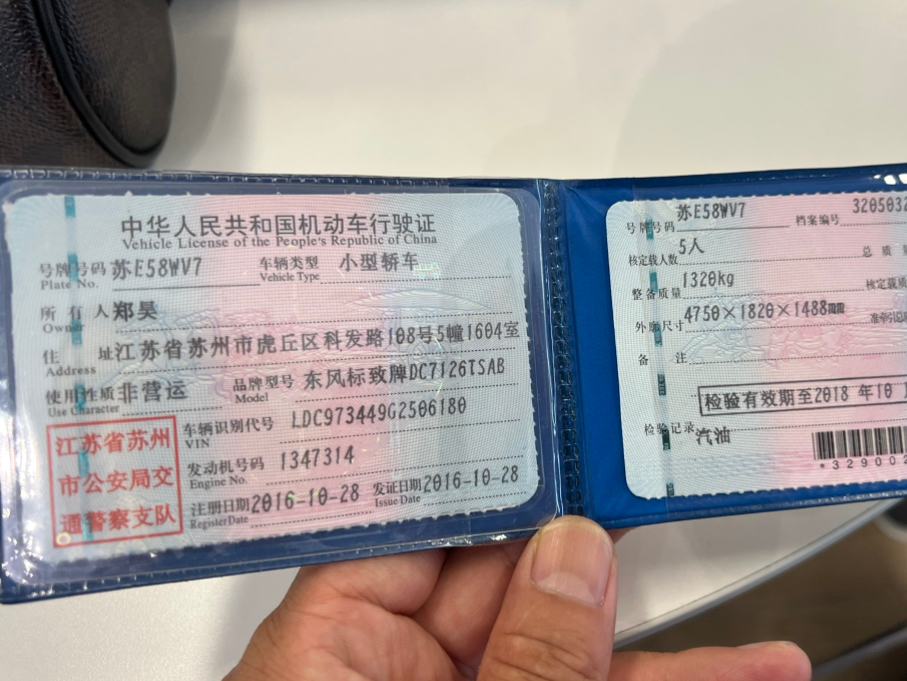 中华人民共和国机动车行驶证
Vehicle License of the People's Republic of China
号牌号码 苏E58WV7 车辆类型 小型轿车
Plate No. Vehicle Type
所有人 郑昊
Owner
住址 江苏省苏州市虎丘区科发路108号5幢1604室
Address
使用性质 非营运 品牌型号 东风标致牌DC7126TSAB
Use Character Model
江苏省苏州
市公安局交
通警察支队
车辆识别代号 LDC973449G2506180
VIN
发动机号码 1347314
Engine No.
注册日期 2016-10-28 发证日期 2016-10-28
Register Date Issue Date
号牌号码 苏E58WV7 档案编号 3205032
核定载人数 5人 总质量
整备质量 1320kg 核定载质
外廓尺寸 4750×1820×1488mm 准牵引总质
备注
检验有效期至2018年10
检验记录 汽油
*329002